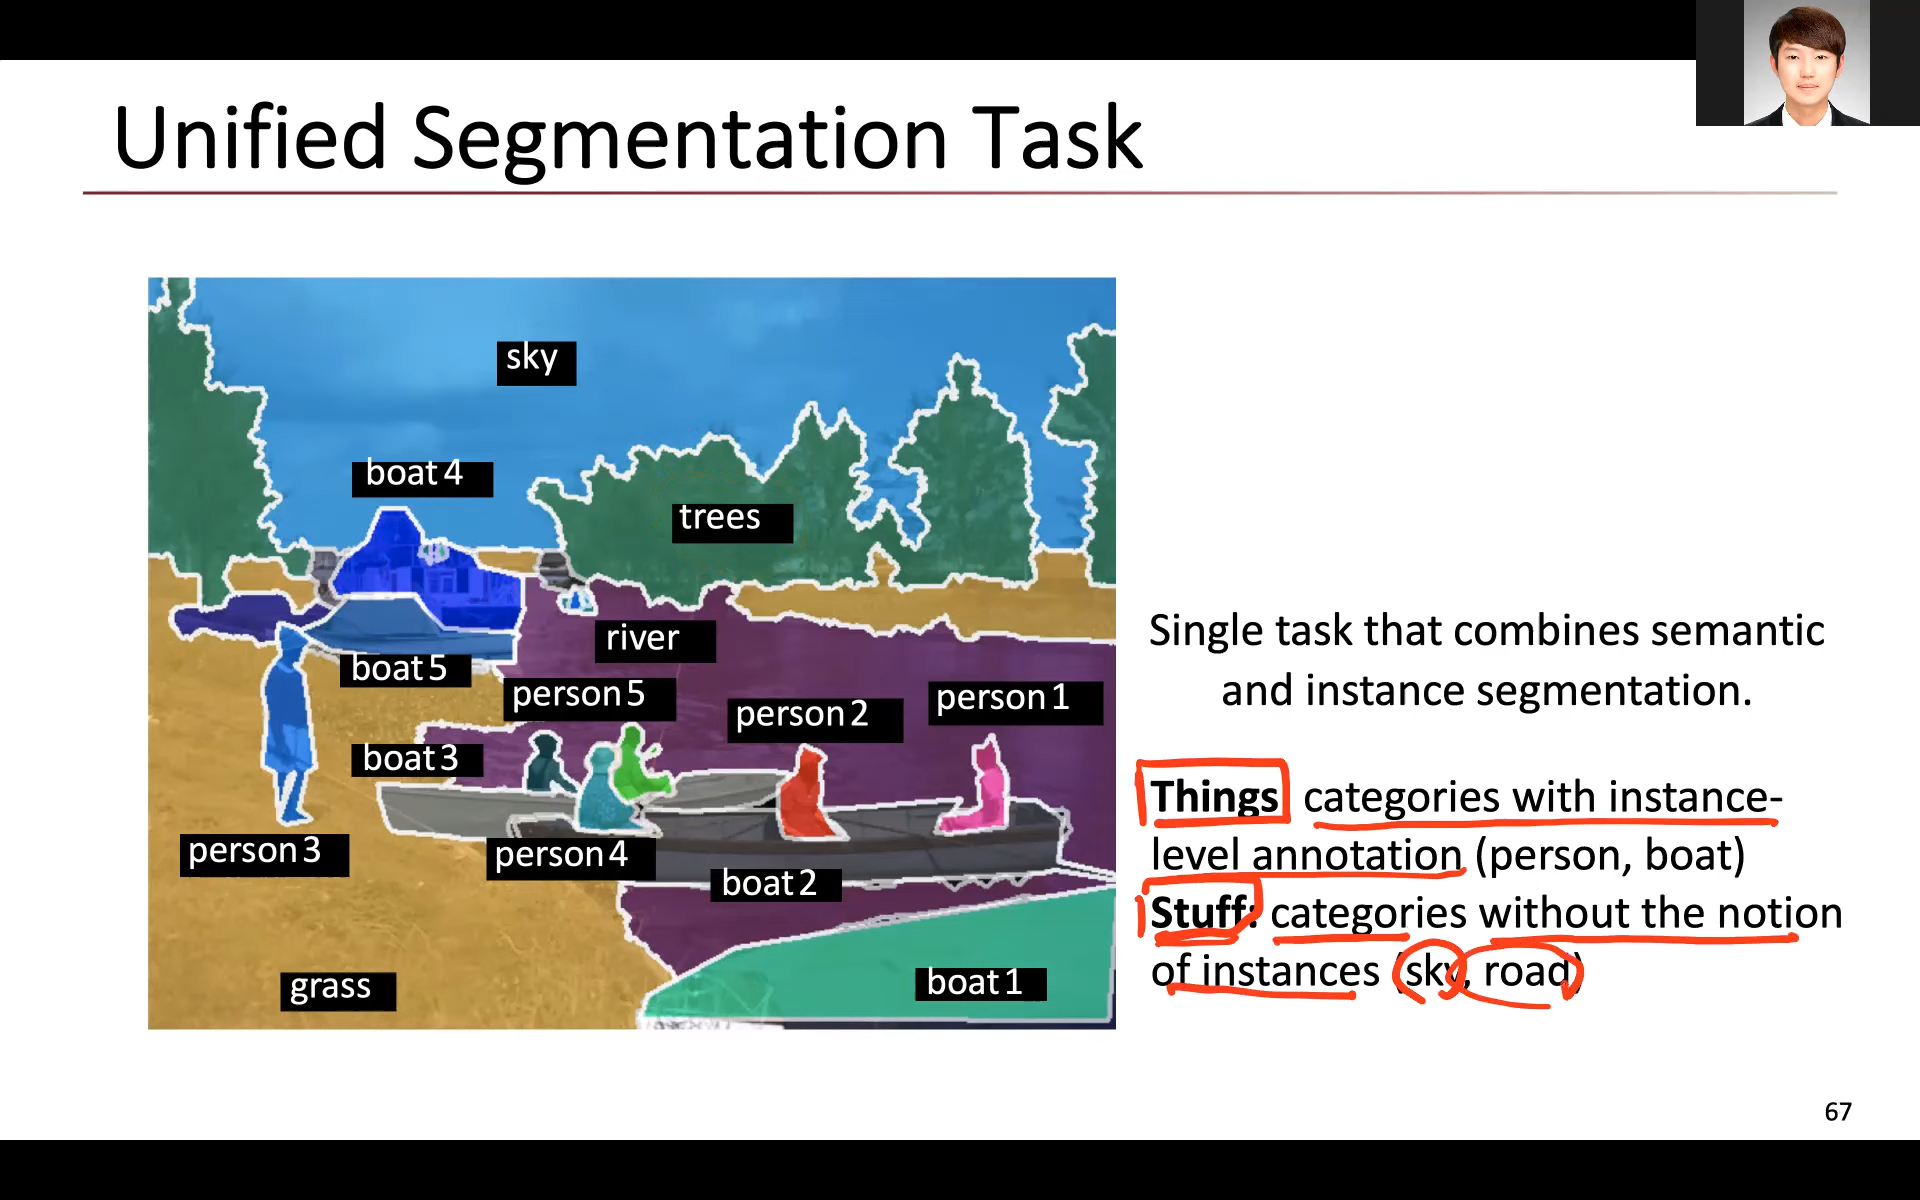 Unified Segmentation Task
sky
boat 4
trees
river
boat 5
person 5
person 1
person 2
boat 3
person 3
person 4
boat 2
boat 1
grass
Single task that combines semantic
and instance segmentation.
Things: categories with instance-
level annotation (person, boat)
Stuff: categories without the notion
of instances (sky, road)
67